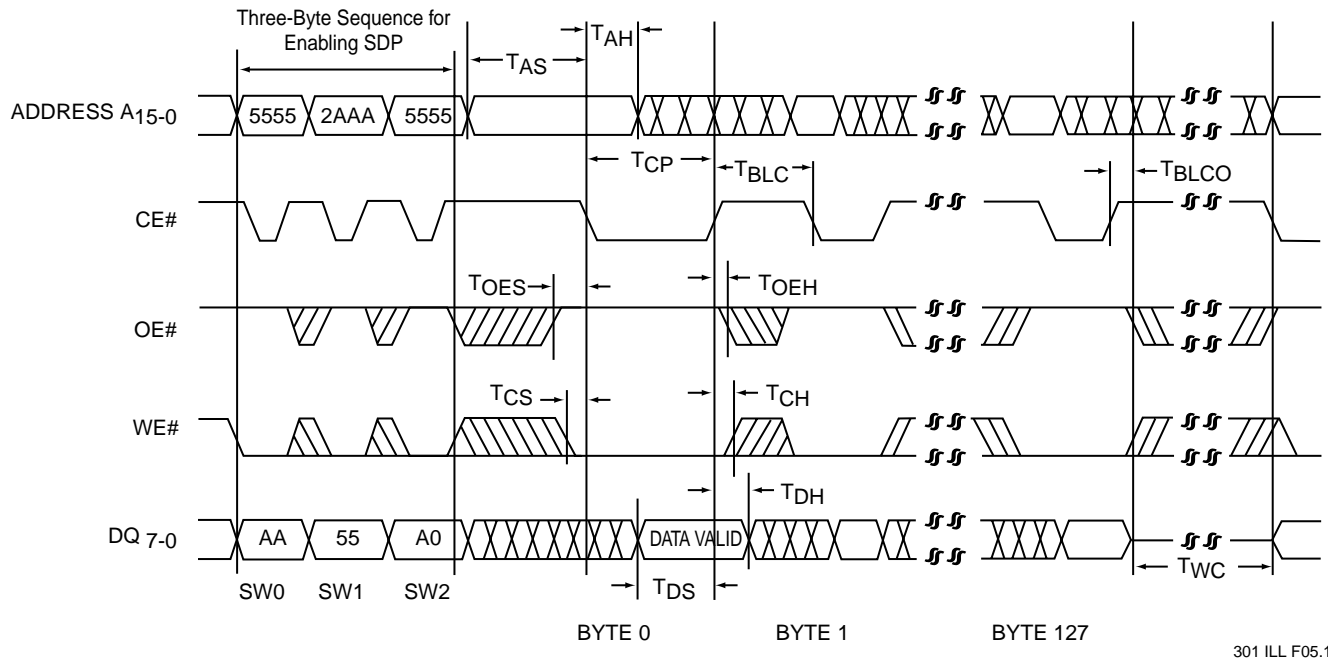 Three-Byte Sequence for
Enabling SDP
TAH
TAS
ADDRESS A15-0
5555 2AAA 5555
TCP
TBLC
TBLCO
CE#
TOES
TOEH
OE#
TCS
TCH
WE#
TDH
DQ 7-0
AA 55 A0 DATA VALID
TWC
SW0 SW1 SW2
TDS
BYTE 0 BYTE 1 BYTE 127
301 ILL F05.1